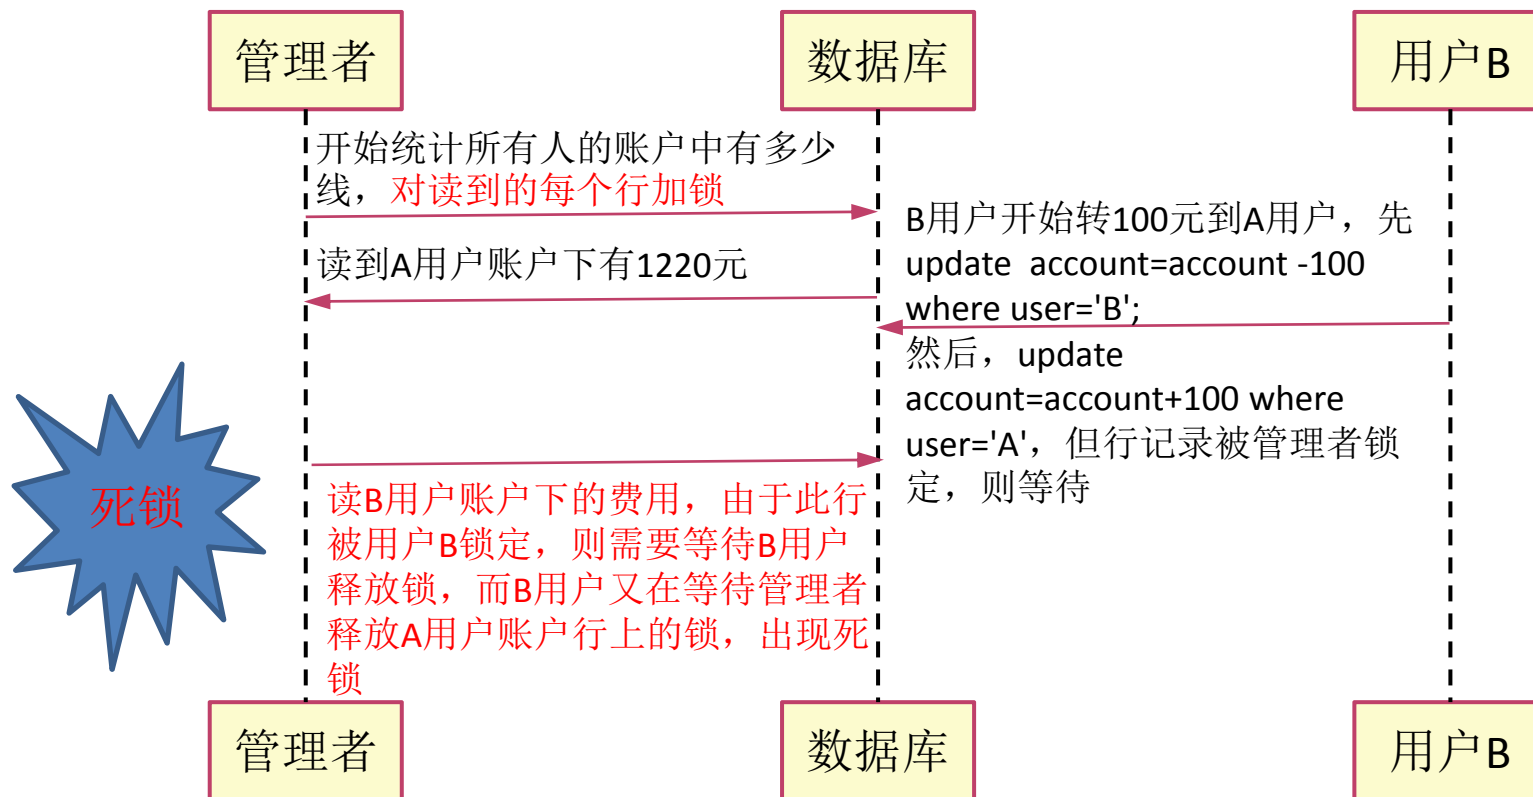 管理者
数据库
用户B
开始统计所有人的账户中有多少
线，对读到的每个行加锁
读到A用户账户下有1220元
B用户开始转100元到A用户，先
update account=account -100
where user='B';
然后，update
account=account+100 where
user='A'，但行记录被管理者锁
定，则等待
死锁
读B用户账户下的费用，由于此行
被用户B锁定，则需要等待B用户
释放锁，而B用户又在等待管理者
释放A用户账户行上的锁，出现死
锁
管理者
数据库
用户B